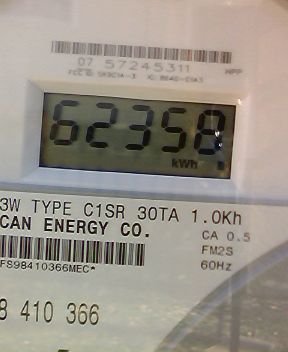 07 57245311
62358
kWh
3W TYPE C1SR 30TA 1.0Kh
CAN ENERGY CO.
CA 0.5
FM2S
60Hz
FS98410366MEC*
8 410 366